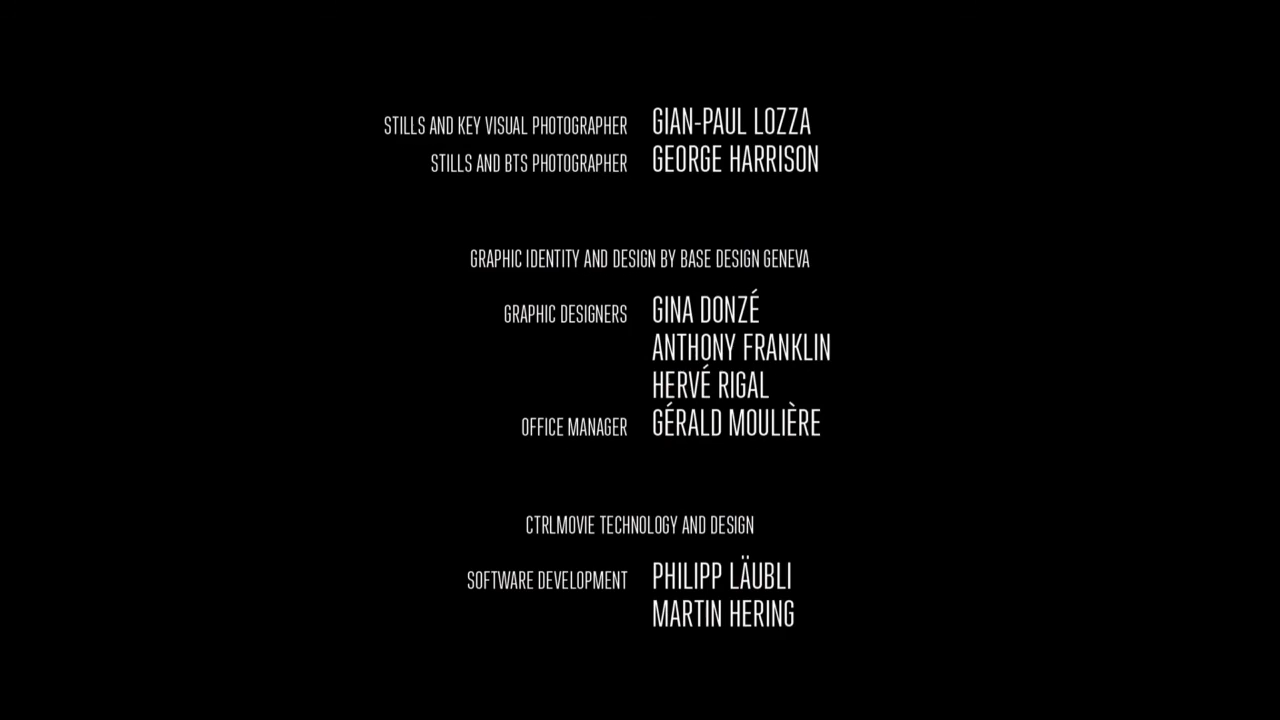 STILLS AND KEY VISUAL PHOTOGRAPHER GIAN-PAUL LOZZA
STILLS AND BTS PHOTOGRAPHER GEORGE HARRISON
GRAPHIC IDENTITY AND DESIGN BY BASE DESIGN GENEVA
GRAPHIC DESIGNERS GINA DONZÉ
ANTHONY FRANKLIN
HERVÉ RIGAL
OFFICE MANAGER GÉRALD MOULIÈRE
CTRLMOVIE TECHNOLOGY AND DESIGN
SOFTWARE DEVELOPMENT PHILIPP LÄUBLI
MARTIN HERING